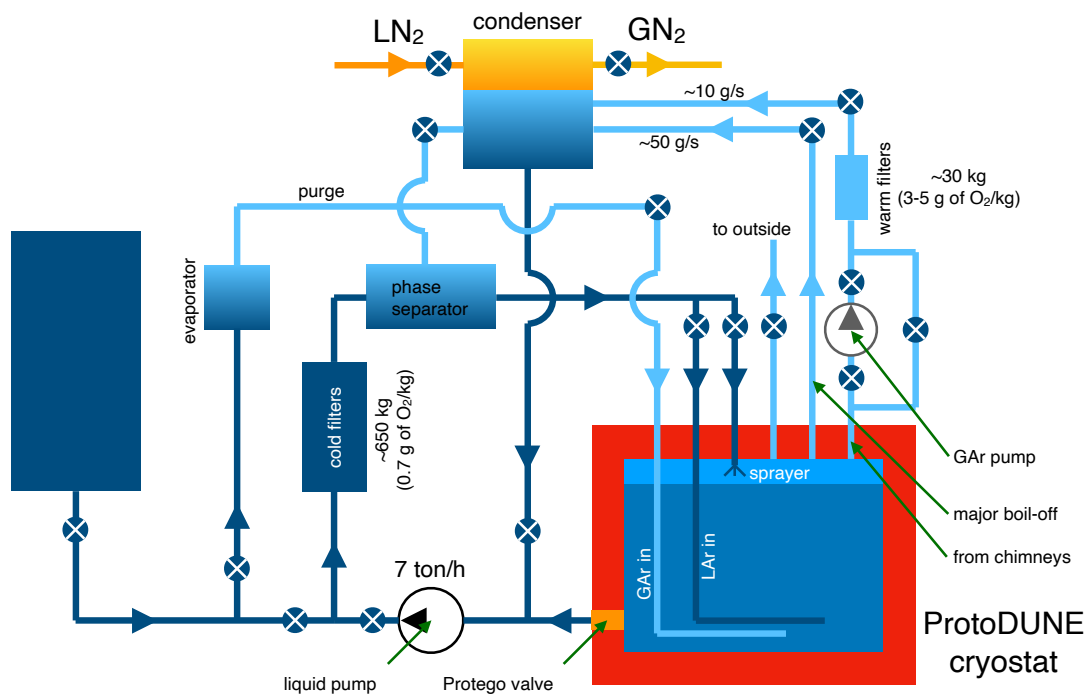 condenser
LN₂
GN₂
~10 g/s
~50 g/s
~30 kg
(3-5 g of O₂/kg)
warm filters
purge
to outside
evaporator
phase
separator
cold filters
~650 kg
(0.7 g of O₂/kg)
sprayer
GAr pump
major boil-off
from chimneys
GAr in
LAr in
7 ton/h
ProtoDUNE
cryostat
liquid pump
Protego valve